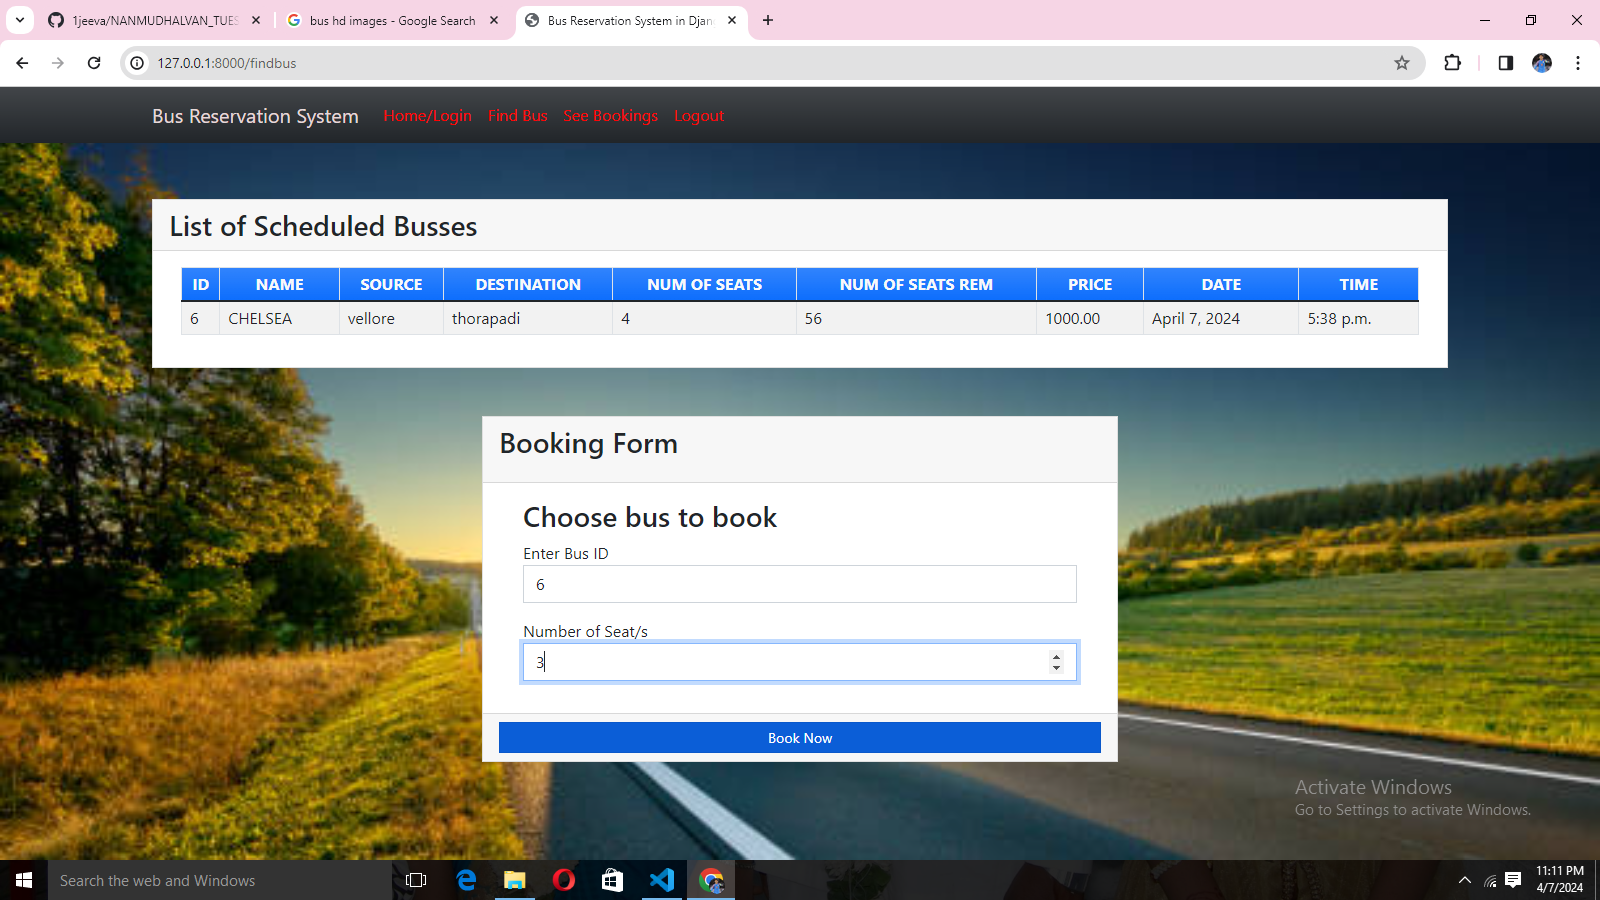 1jeeva/NANMUDHALVAN_TUES
bus hd images - Google Search
Bus Reservation System in Djan
127.0.0.1:8000/findbus
Bus Reservation System Home/Login Find Bus See Bookings Logout
List of Scheduled Busses
ID NAME SOURCE DESTINATION NUM OF SEATS NUM OF SEATS REM PRICE DATE TIME
6 CHELSEA vellore thorapadi 4 56 1000.00 April 7, 2024 5:38 p.m.
Booking Form
Choose bus to book
Enter Bus ID
6
Number of Seat/s
3
Book Now
Activate Windows
Go to Settings to activate Windows.
Search the web and Windows
11:11 PM
4/7/2024